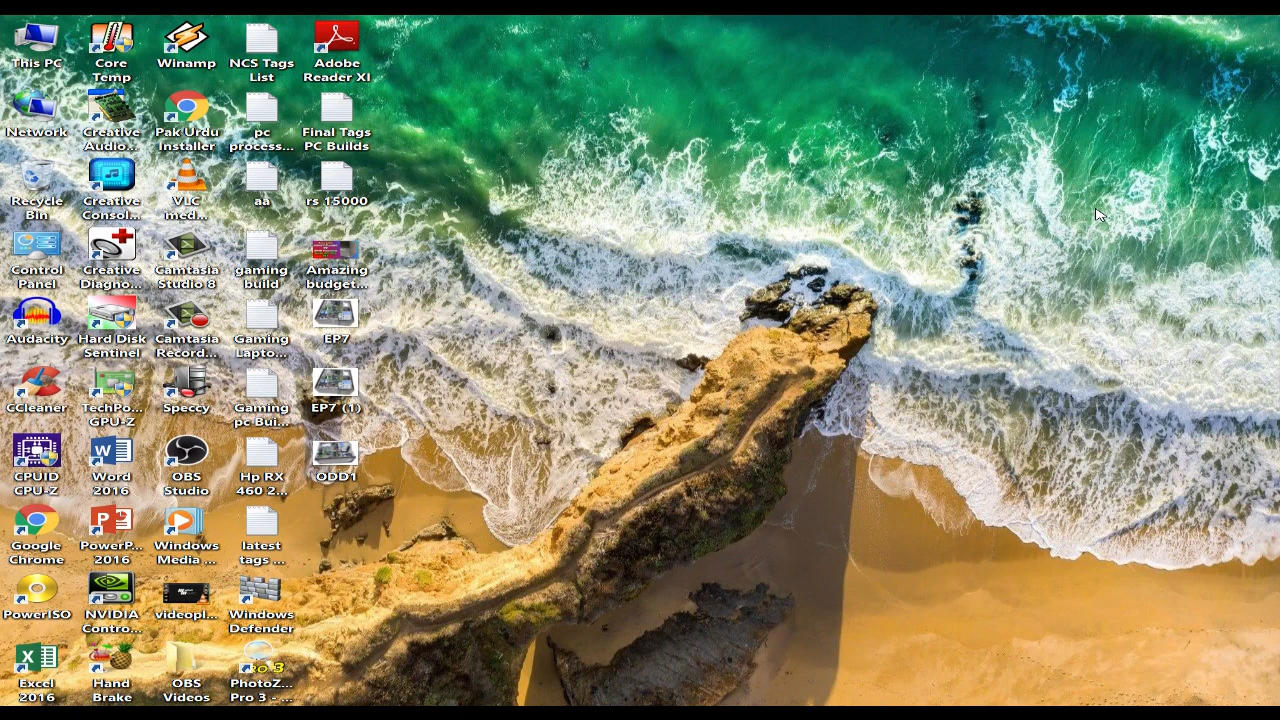 This PC
Core
Temp
Winamp
NCS Tags
List
Adobe
Reader XI
Network
Creative
Audio...
Pak Urdu
Installer
pc
process...
Final Tags
PC Builds
Recycle
Bin
Creative
Consol...
VLC
med...
aa
rs 15000
Control
Panel
Creative
Diagno...
Camtasia
Studio 8
gaming
build
Amazing
budget...
Audacity
Hard Disk
Sentinel
Camtasia
Record...
Gaming
Lapto...
EP7
CCleaner
TechPo...
GPU-Z
Speccy
Gaming
pc Bui...
EP7 (1)
CPUID
CPU-Z
Word
2016
OBS
Studio
Hp RX
460 2...
ODD1
Google
Chrome
PowerP...
2016
Windows
Media ...
latest
tags ...
PowerISO
NVIDIA
Contro...
videopl...
Windows
Defender
Excel
2016
Hand
Brake
OBS
Videos
PhotoZ...
Pro 3 - ...